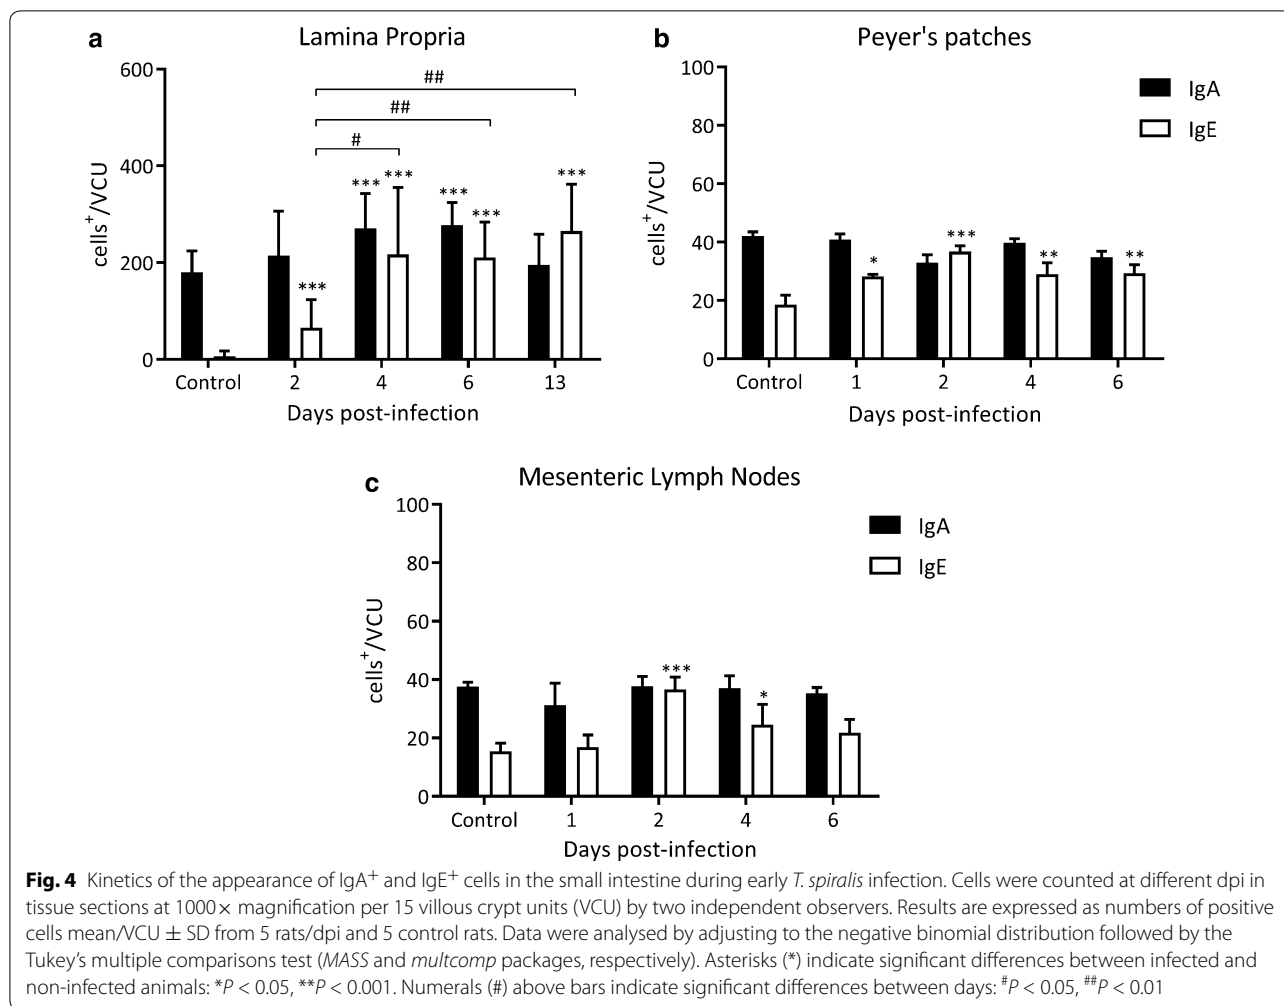 a Lamina Propria
600
400
200
0
cells⁺/VCU
##
##
#
*** *** *** *** *** ***
Control 2 4 6 13
Days post-infection
b Peyer's patches
100
80
60
40
20
0
cells⁺/VCU
IgA
IgE
* *** ** **
Control 1 2 4 6
Days post-infection
c Mesenteric Lymph Nodes
100
80
60
40
20
0
cells⁺/VCU
IgA
IgE
*** *
Control 1 2 4 6
Days post-infection
Fig. 4 Kinetics of the appearance of IgA⁺ and IgE⁺ cells in the small intestine during early T. spiralis infection. Cells were counted at different dpi in
tissue sections at 1000× magnification per 15 villous crypt units (VCU) by two independent observers. Results are expressed as numbers of positive
cells mean/VCU ± SD from 5 rats/dpi and 5 control rats. Data were analysed by adjusting to the negative binomial distribution followed by the
Tukey's multiple comparisons test (MASS and multcomp packages, respectively). Asterisks (*) indicate significant differences between infected and
non-infected animals: *P < 0.05, **P < 0.001. Numerals (#) above bars indicate significant differences between days: #P < 0.05, ##P < 0.01